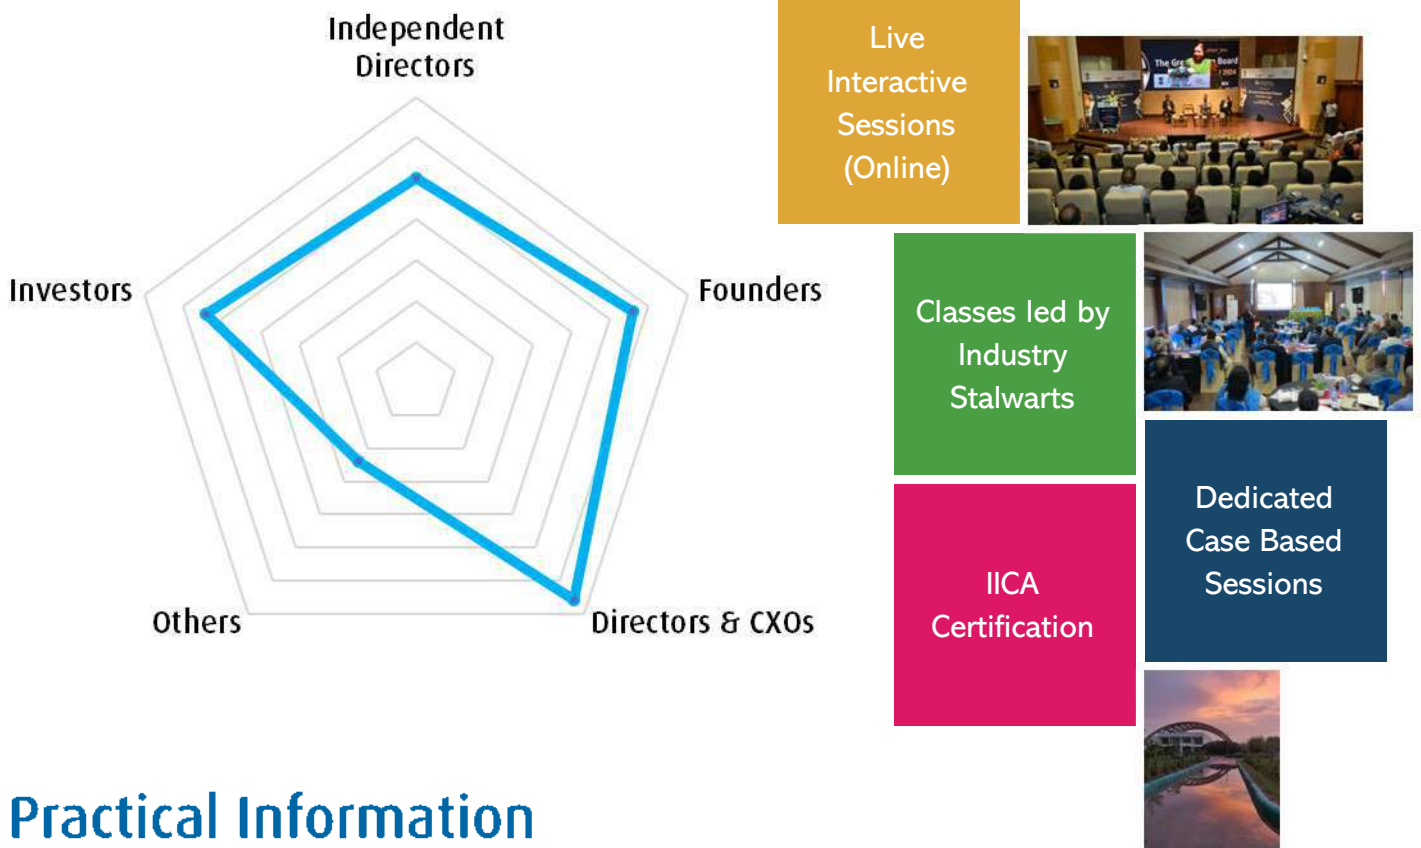 Independent
Directors
Investors
Founders
Others
Directors & CXOs
Live
Interactive
Sessions
(Online)
Classes led by
Industry
Stalwarts
Dedicated
Case Based
Sessions
IICA
Certification
Practical Information